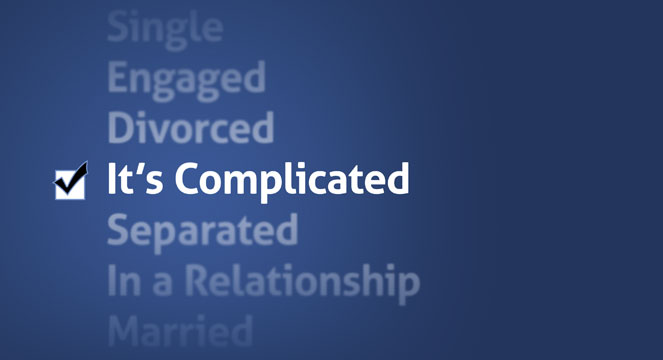 Single
Engaged
Divorced
It's Complicated
Separated
In a Relationship
Married